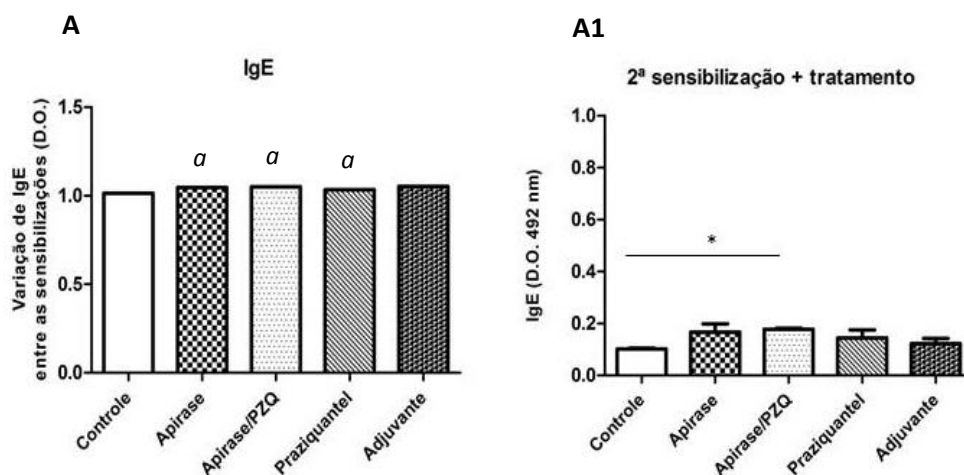 A
IgE
Variação de IgE
entre as sensibilizações (D.O.)
1.5
1.0
0.5
0.0
a
a
a
Controle
Apirase
Apirase/PZQ
Praziquantel
Adjuvante
A1
2ª sensibilização + tratamento
IgE (D.O. 492 nm)
1.0
0.8
0.6
0.4
0.2
0.0
*
Controle
Apirase
Apirase/PZQ
Praziquantel
Adjuvante